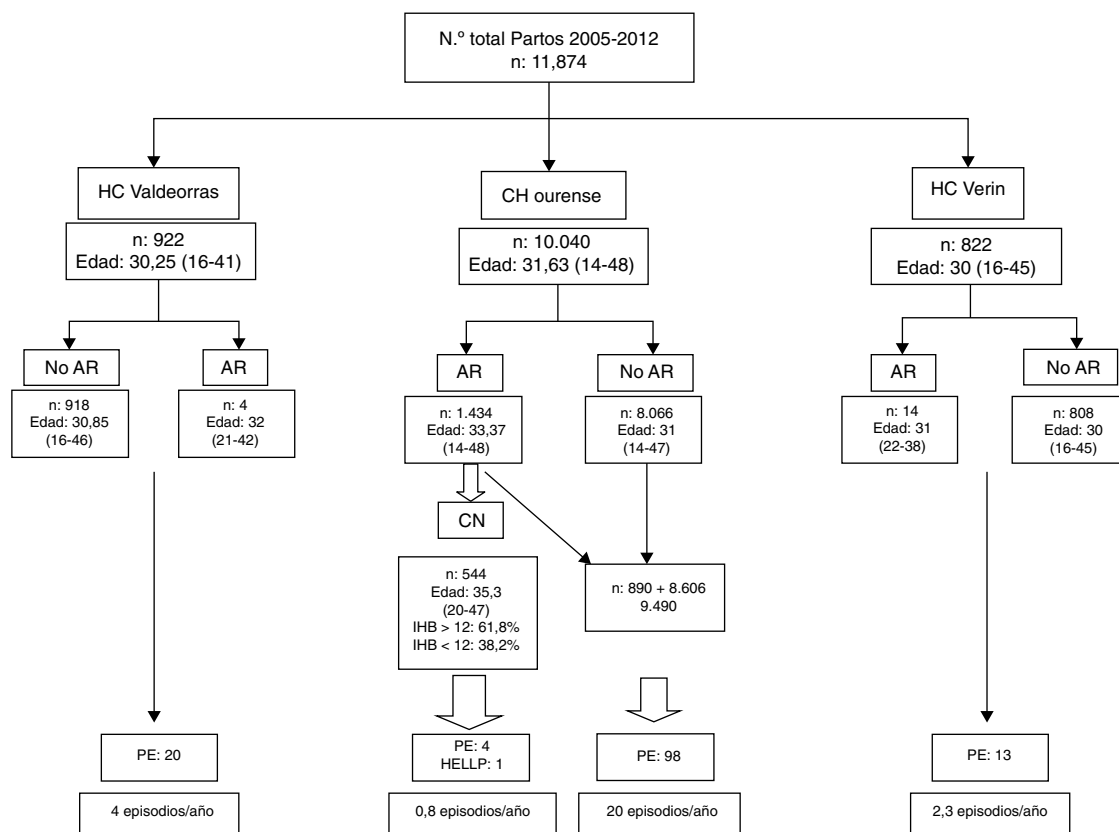 N.º total Partos 2005-2012
n: 11,874
HC Valdeorras
n: 922
Edad: 30,25 (16-41)
No AR
n: 918
Edad: 30,85
(16-46)
AR
n: 4
Edad: 32
(21-42)
PE: 20
4 episodios/año
CH ourense
n: 10.040
Edad: 31,63 (14-48)
AR
n: 1.434
Edad: 33,37
(14-48)
CN
n: 544
Edad: 35,3
(20-47)
IHB > 12: 61,8%
IHB < 12: 38,2%
PE: 4
HELLP: 1
0,8 episodios/año
No AR
n: 8.066
Edad: 31
(14-47)
n: 890 + 8.606
9.490
PE: 98
20 episodios/año
HC Verin
n: 822
Edad: 30 (16-45)
AR
n: 14
Edad: 31
(22-38)
No AR
n: 808
Edad: 30
(16-45)
PE: 13
2,3 episodios/año